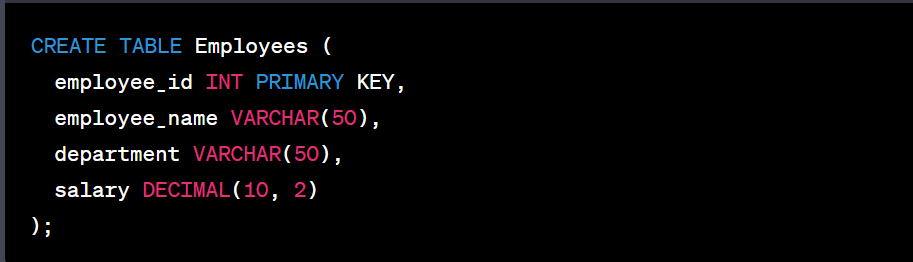 CREATE TABLE Employees (
  employee_id INT PRIMARY KEY,
  employee_name VARCHAR(50),
  department VARCHAR(50),
  salary DECIMAL(10, 2)
);